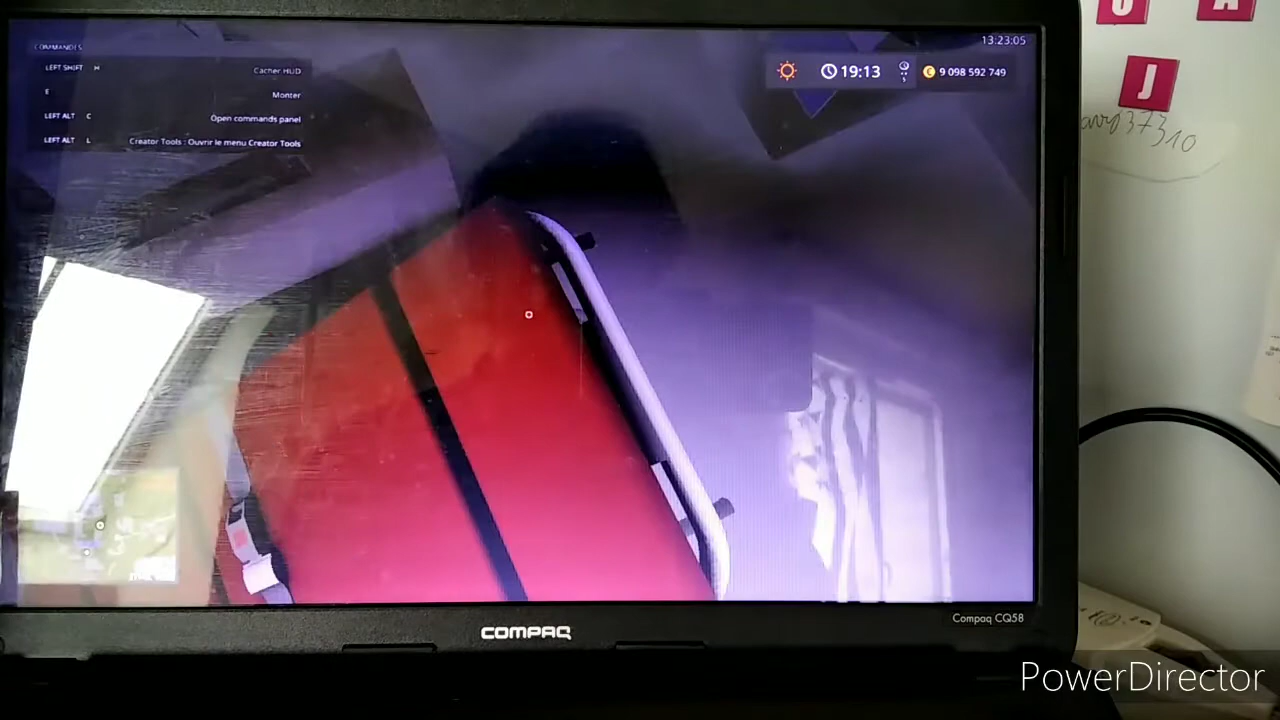 COMMANDES
13:23:05
LEFT SHIFT H Cacher HUD
E Monter
LEFT ALT C Open commands panel
LEFT ALT L Creator Tools : Ouvrir le menu Creator Tools
19:13
9 098 592 749
J
COMPAQ
Compaq CQ58
PowerDirector